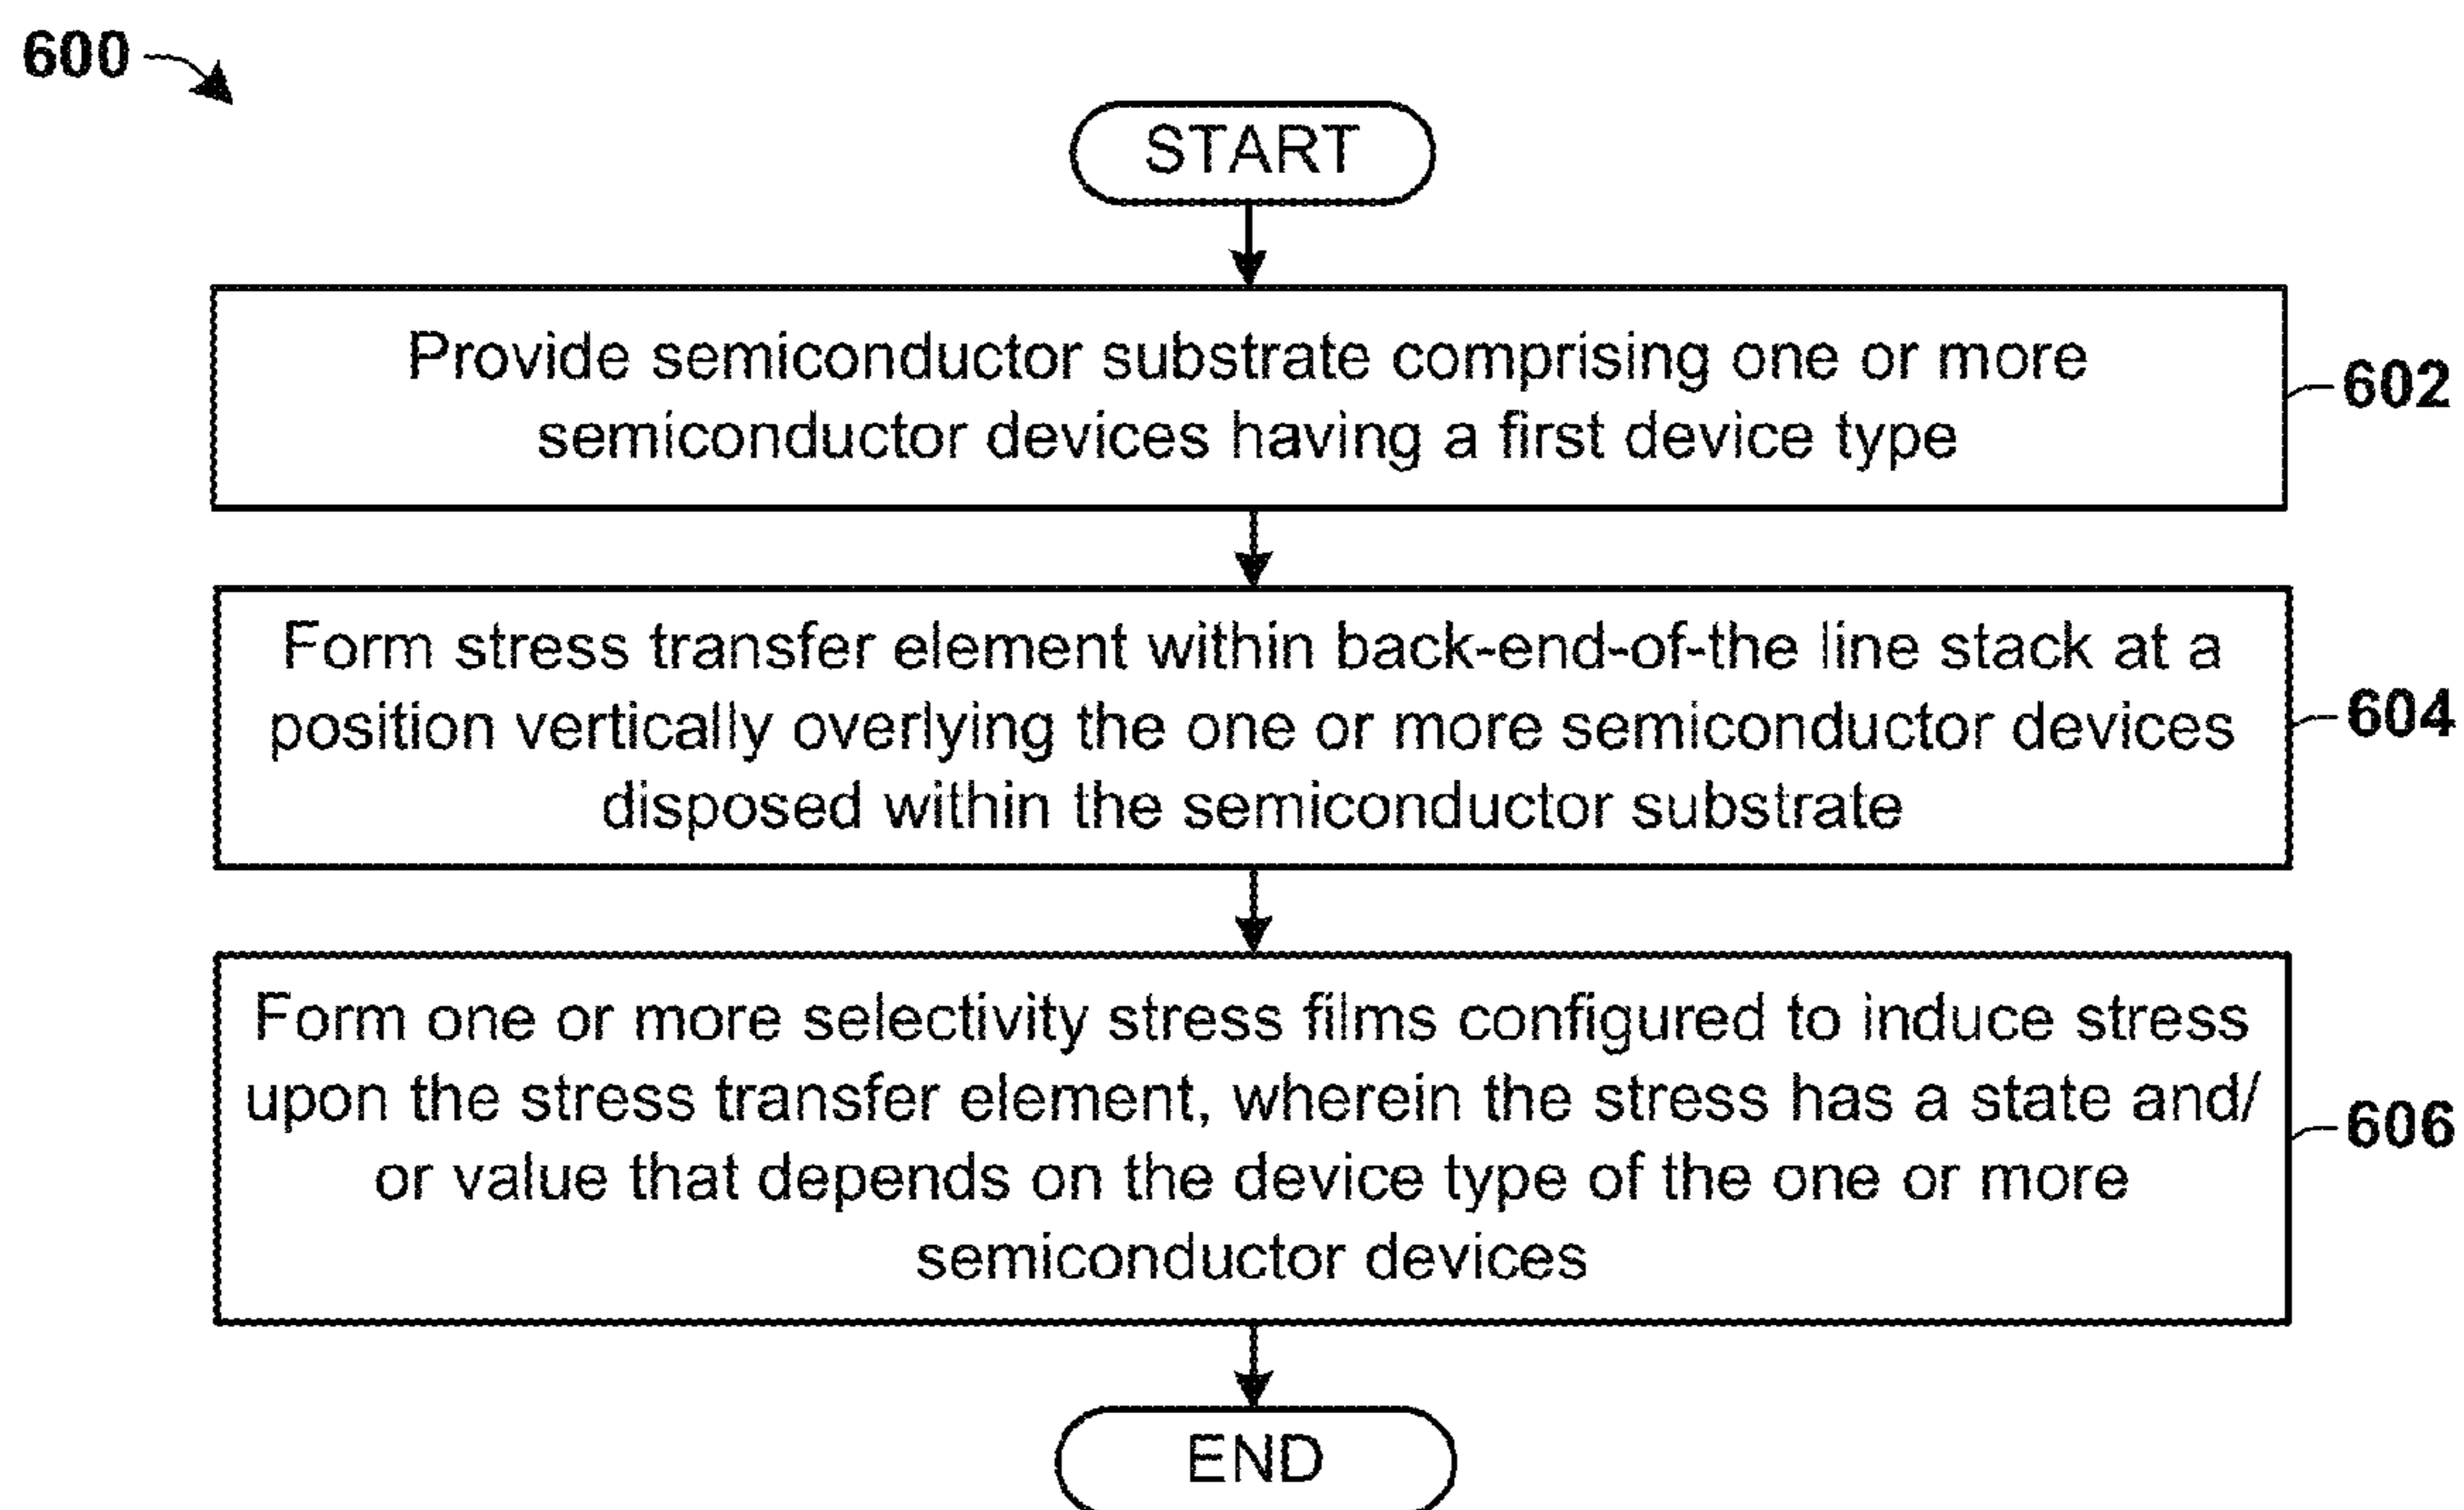 600
START
Provide semiconductor substrate comprising one or more
semiconductor devices having a first device type
602
Form stress transfer element within back-end-of-the line stack at a
position vertically overlying the one or more semiconductor devices
disposed within the semiconductor substrate
604
Form one or more selectivity stress films configured to induce stress
upon the stress transfer element, wherein the stress has a state and/
or value that depends on the device type of the one or more
semiconductor devices
606
END